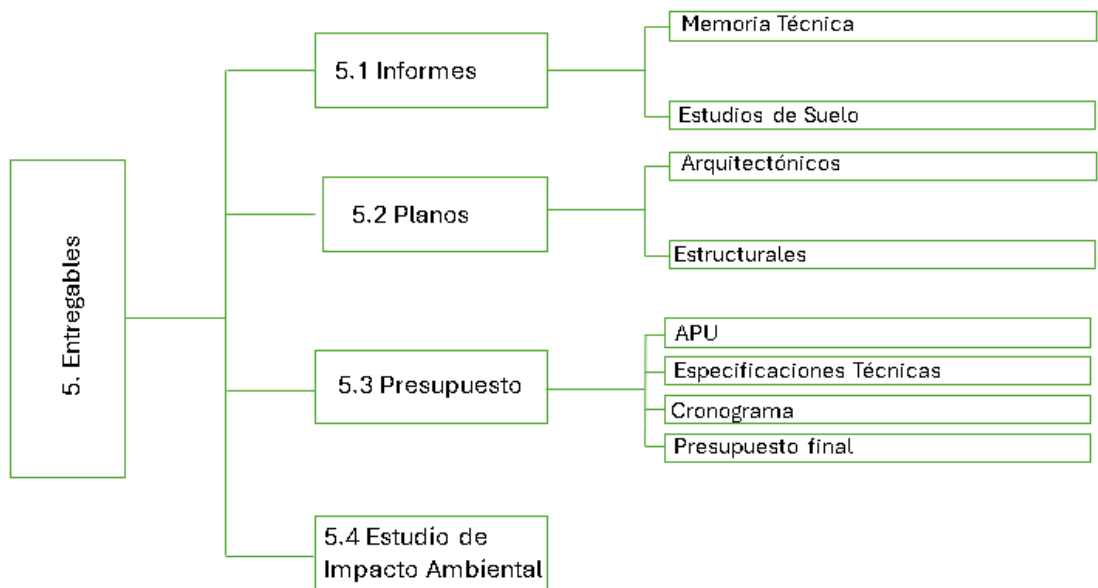 5. Entregables
5.1 Informes
Memoria Técnica
Estudios de Suelo
5.2 Planos
Arquitectónicos
Estructurales
5.3 Presupuesto
APU
Especificaciones Técnicas
Cronograma
Presupuesto final
5.4 Estudio de
Impacto Ambiental